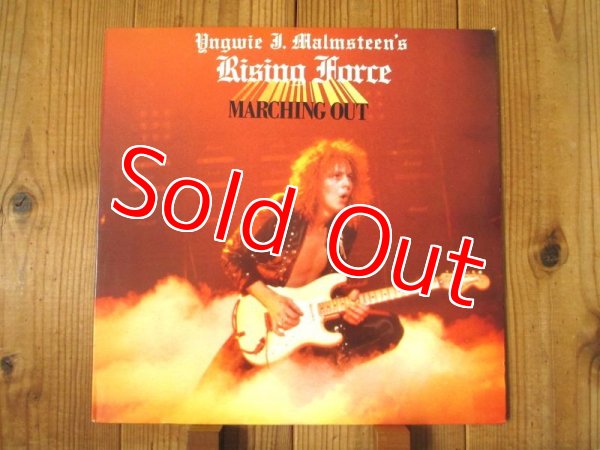 Yngwie J. Malmsteen's
Rising Force
MARCHING OUT
Sold Out